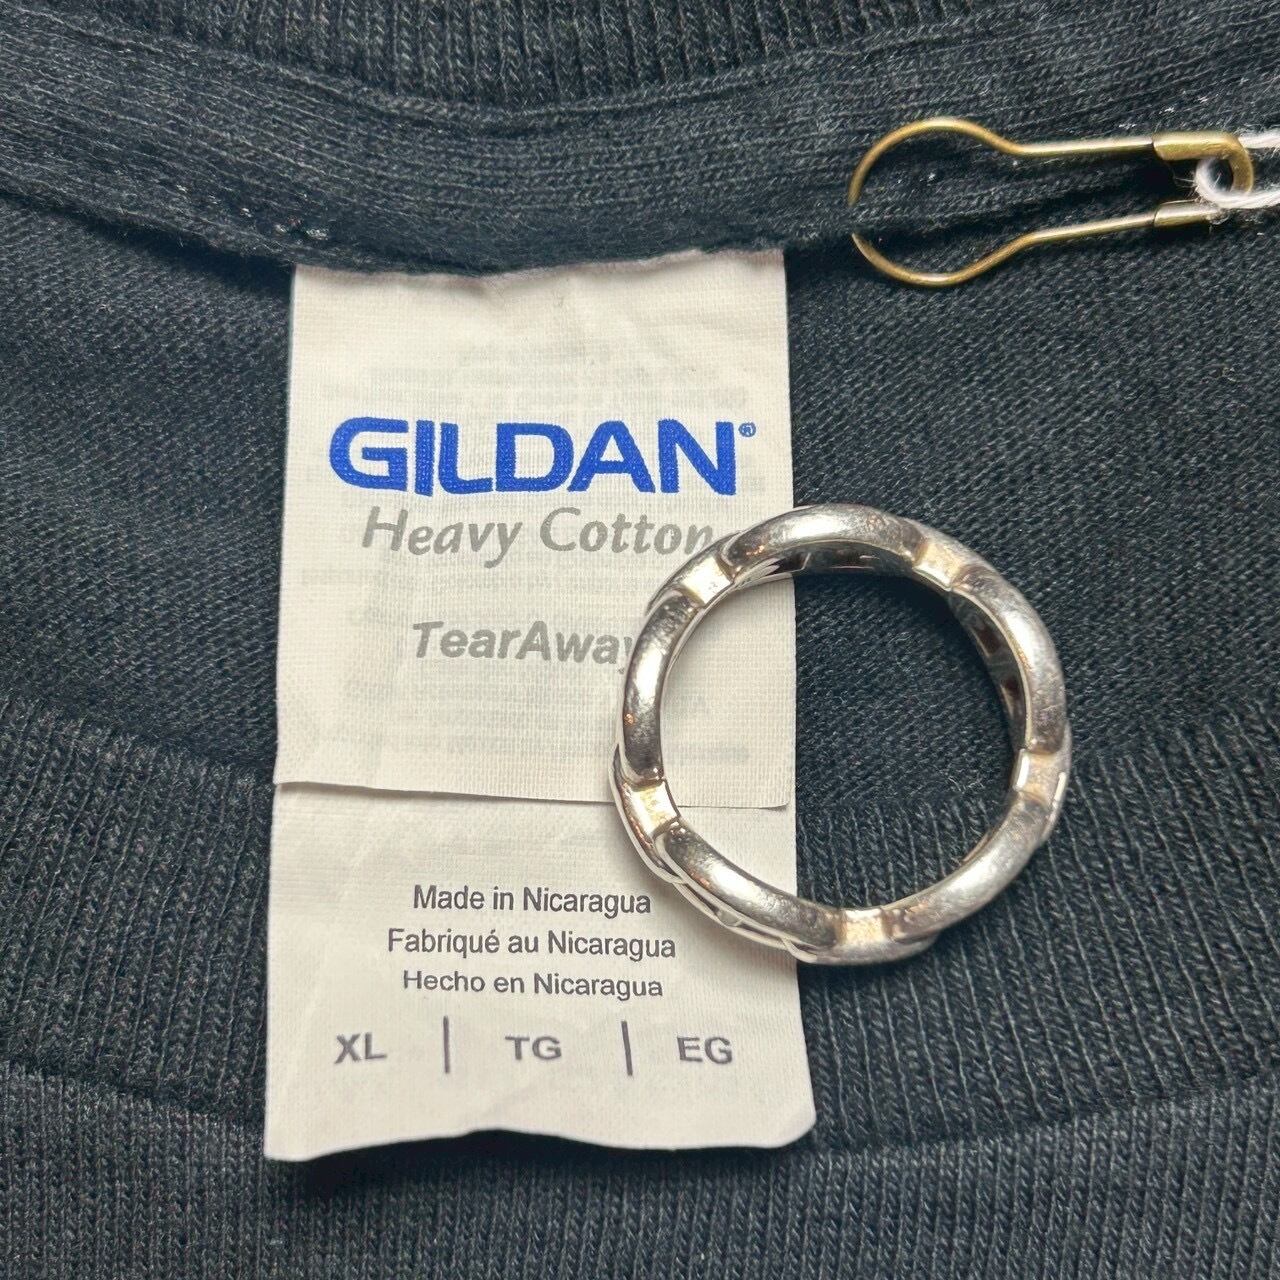 GILDAN®
Heavy Cotton
TearAway
Made in Nicaragua
Fabriqué au Nicaragua
Hecho en Nicaragua
XL | TG | EG